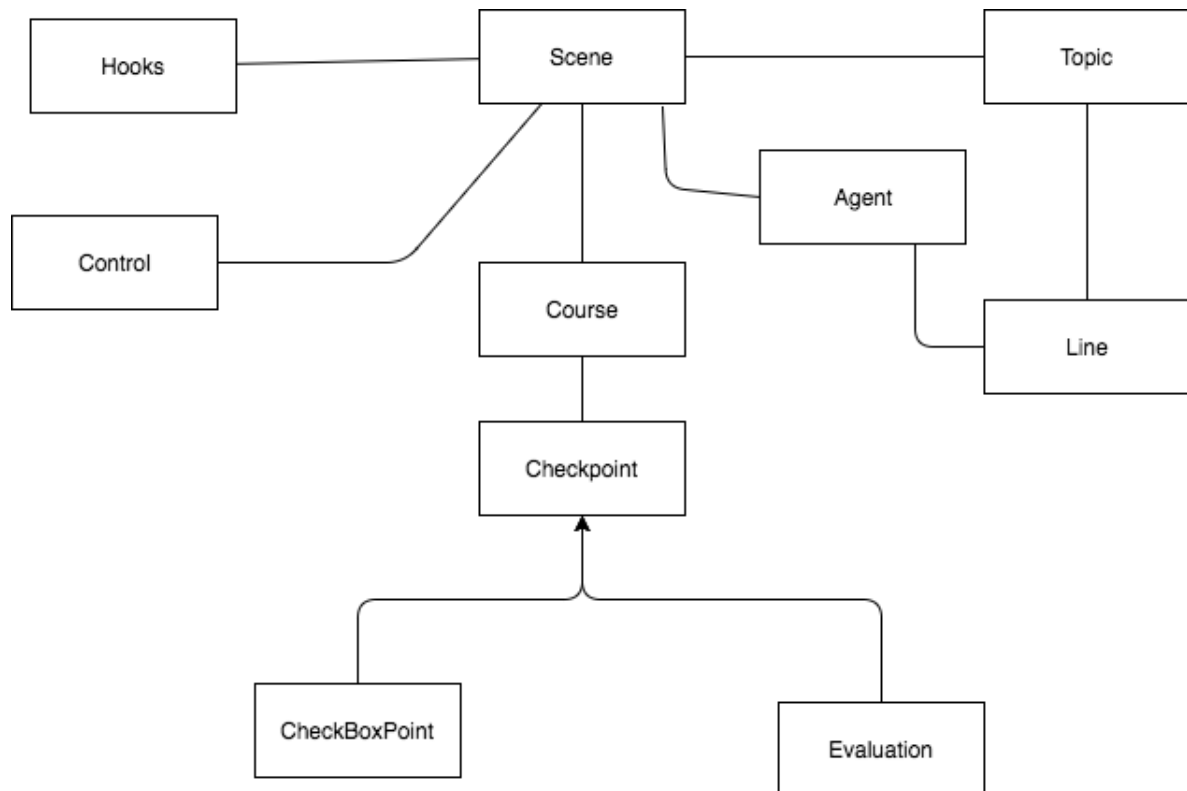 Hooks
Scene
Topic
Agent
Control
Course
Line
Checkpoint
CheckBoxPoint
Evaluation